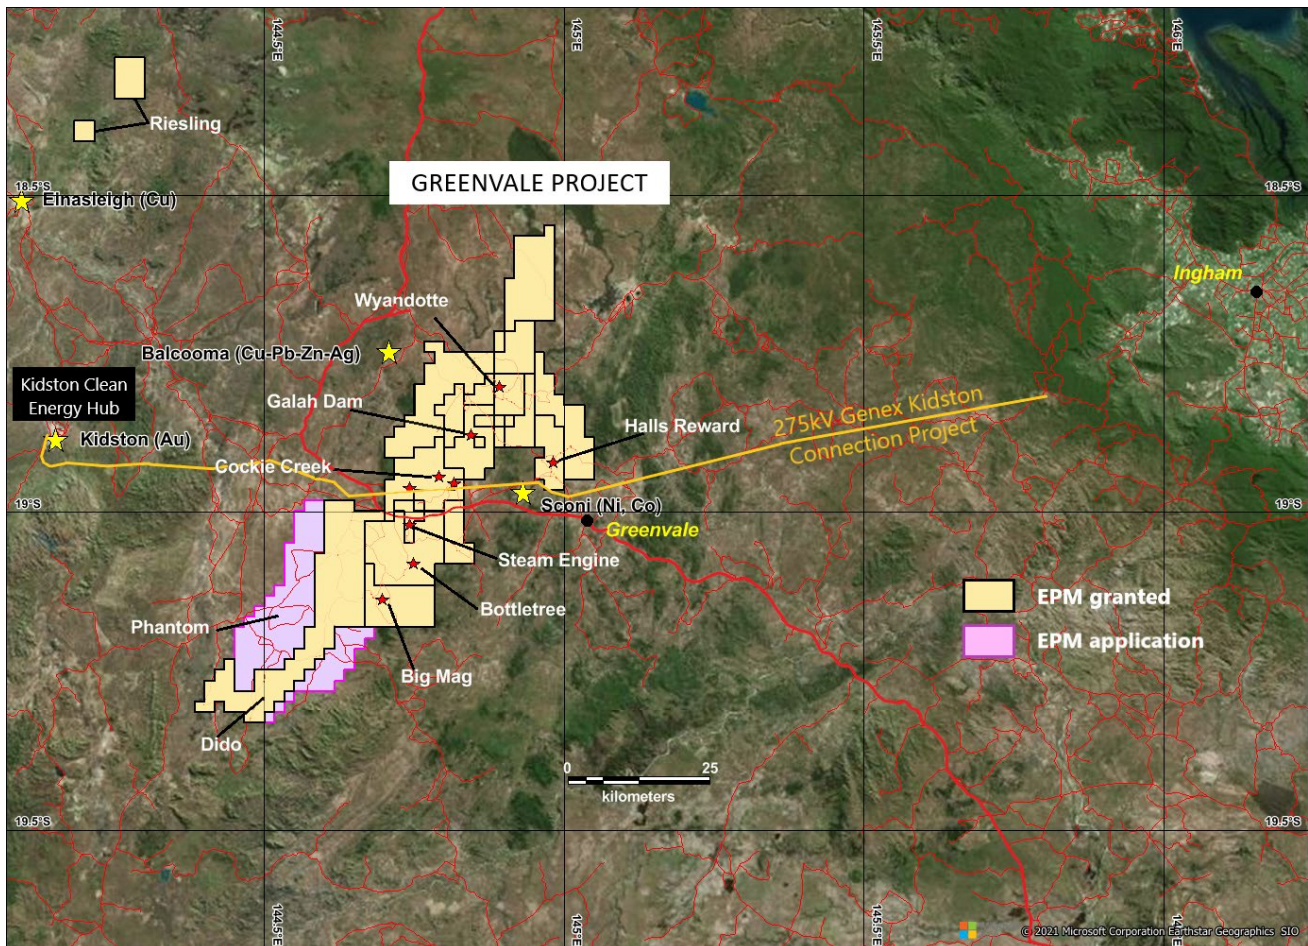 144.5°E
145°E
145.5°E
146°E
Riesling
18.5°S
18.5°S
Einasleigh (Cu)
GREENVALE PROJECT
Ingham
Wyandotte
Balcooma (Cu-Pb-Zn-Ag)
Kidston Clean
Energy Hub
Galah Dam
275kV Genex Kidston
Connection Project
Halls Reward
Kidston (Au)
Cockie Creek
19°S
19°S
Sconi (Ni, Co)
Greenvale
Steam Engine
EPM granted
Bottletree
Phantom
EPM application
Big Mag
Dido
0 25
kilometers
19.5°S
19.5°S
144.5°E
145°E
145.5°E
© 2021 Microsoft Corporation Earthstar Geographics SIO